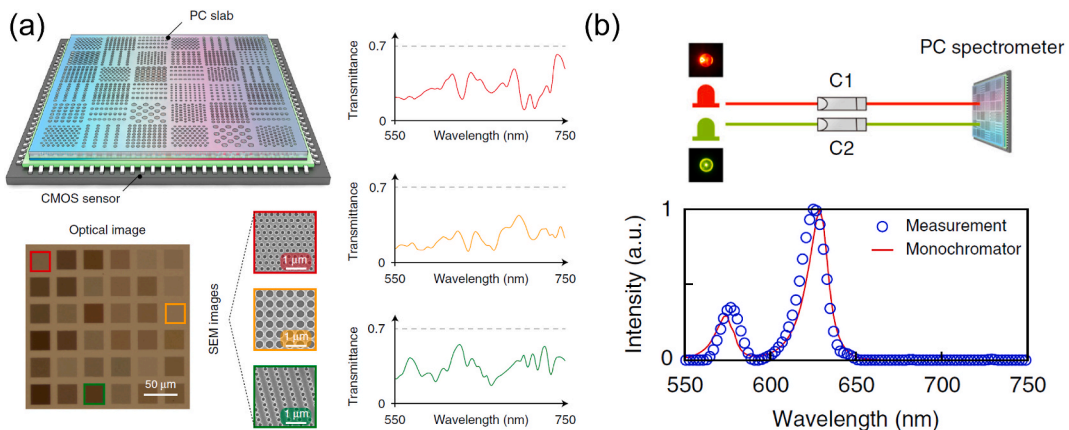 (a)
PC slab
CMOS sensor
Optical image
50 μm
SEM images
1 μm
1 μm
1 μm
Transmittance
0.7
0
550
Wavelength (nm)
750
Transmittance
0.7
0
550
Wavelength (nm)
750
Transmittance
0.7
0
550
Wavelength (nm)
750
(b)
PC spectrometer
C1
C2
Intensity (a.u.)
1
0
Measurement
Monochromator
550
600
650
700
750
Wavelength (nm)